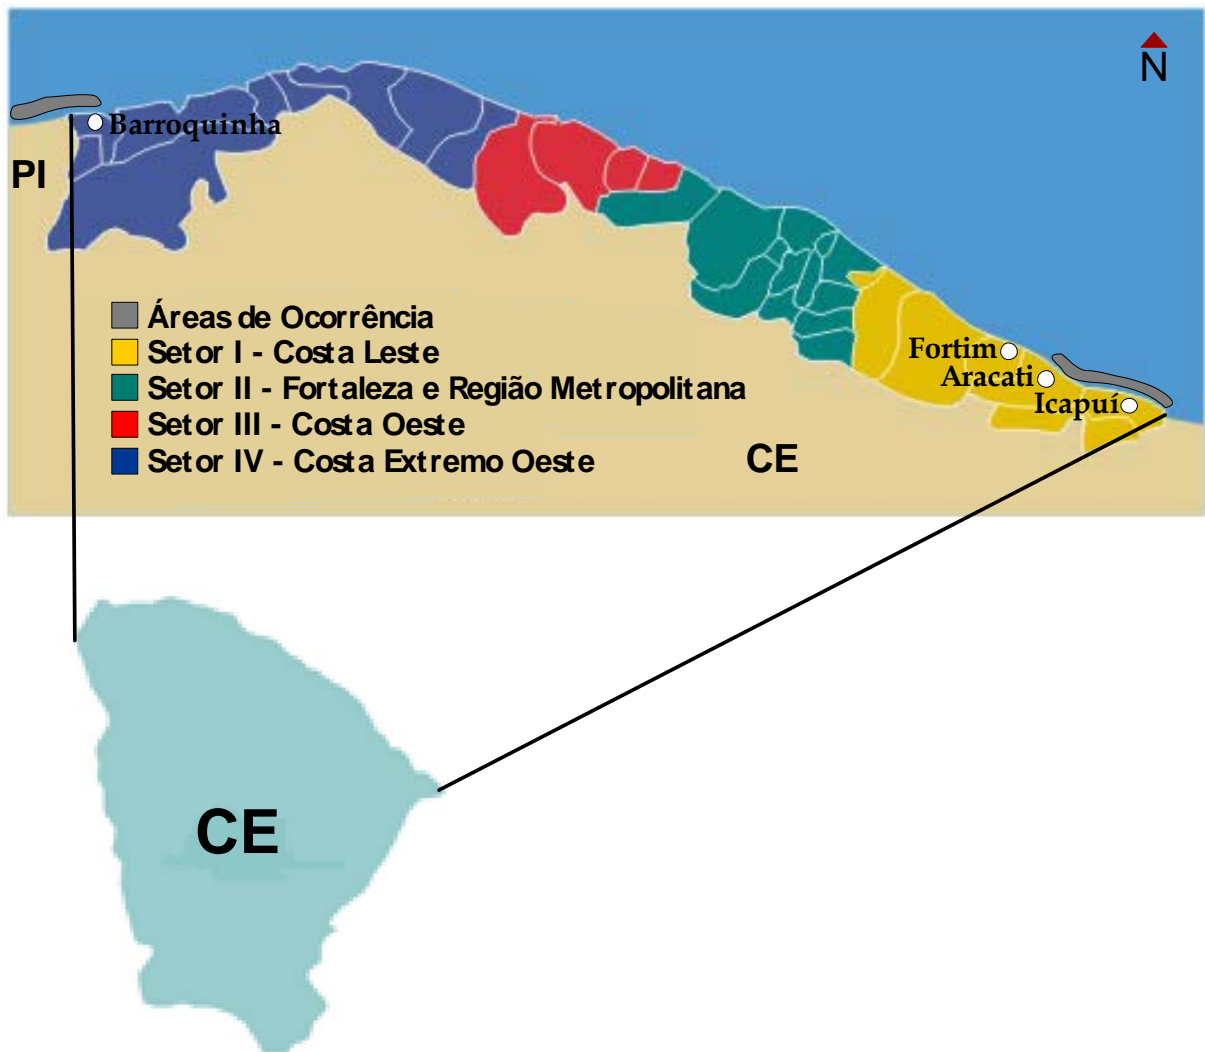 N
Barroquinha
PI
Áreas de Ocorrência
Setor I - Costa Leste
Setor II - Fortaleza e Região Metropolitana
Setor III - Costa Oeste
Setor IV - Costa Extremo Oeste
Fortim
Aracati
Icapuí
CE
CE